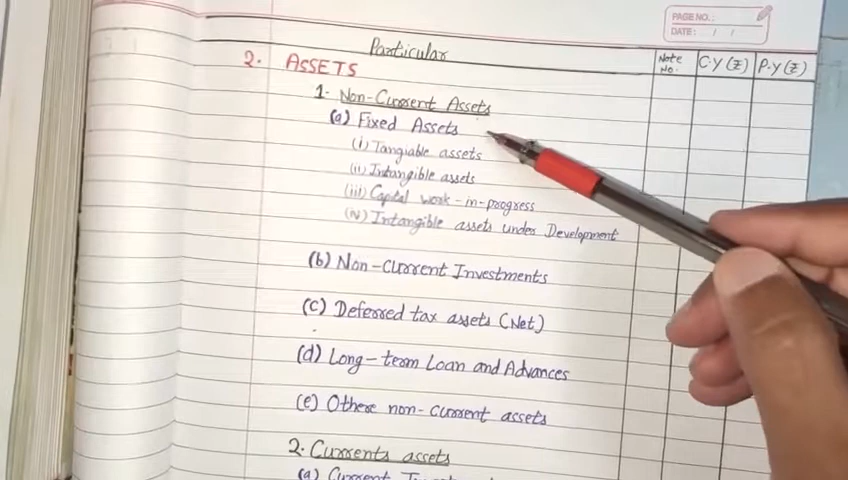 PAGE NO.:
DATE: / /
Particular
Note No.
C.Y (₹)
P.Y (₹)
2. ASSETS
1. Non-Current Assets
(a) Fixed Assets
(i) Tangiable assets
(ii) Intangible assets
(iii) Capital work-in-progress
(iv) Intangible assets under Development
(b) Non-Current Investments
(c) Deferred tax assets (Net)
(d) Long-term Loan and Advances
(e) Othere non-current assets
2. Currents assets
(a) Current